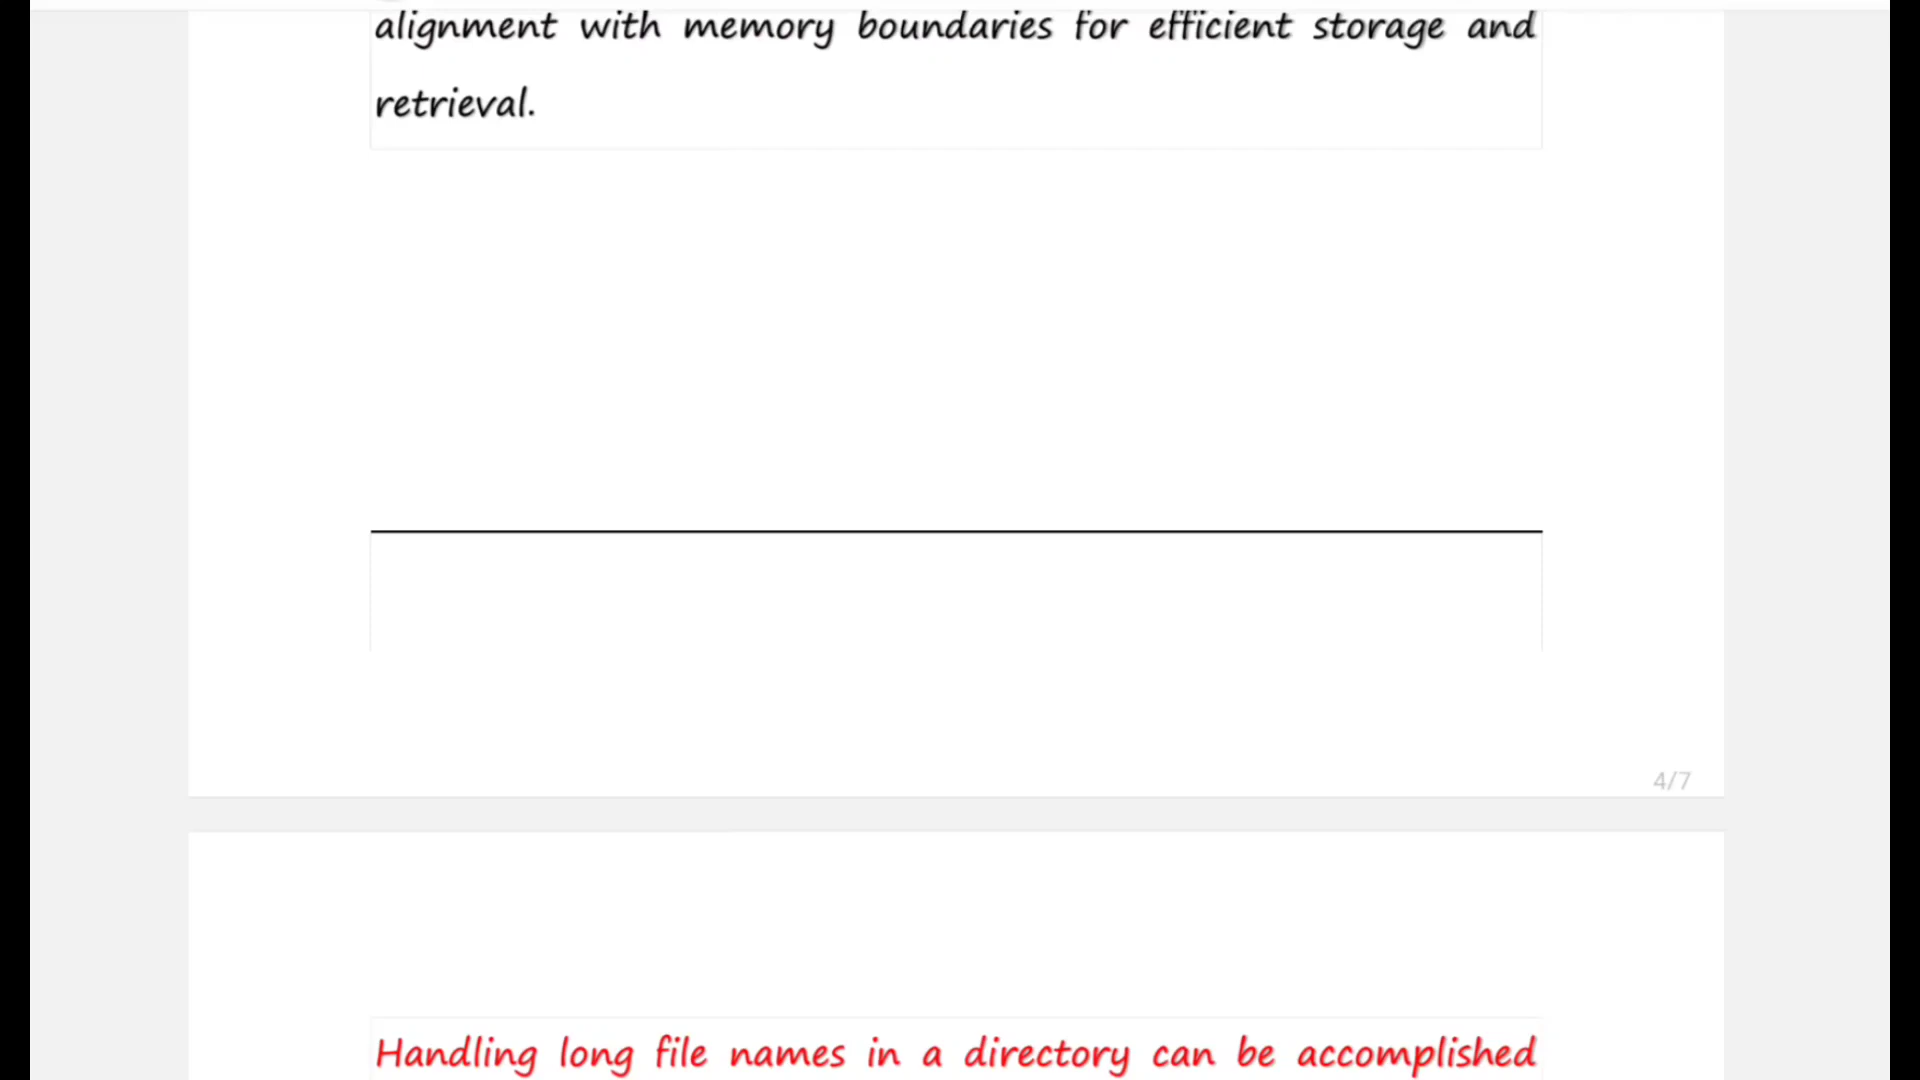 alignment with memory boundaries for efficient storage and
retrieval.
4/7
Handling long file names in a directory can be accomplished